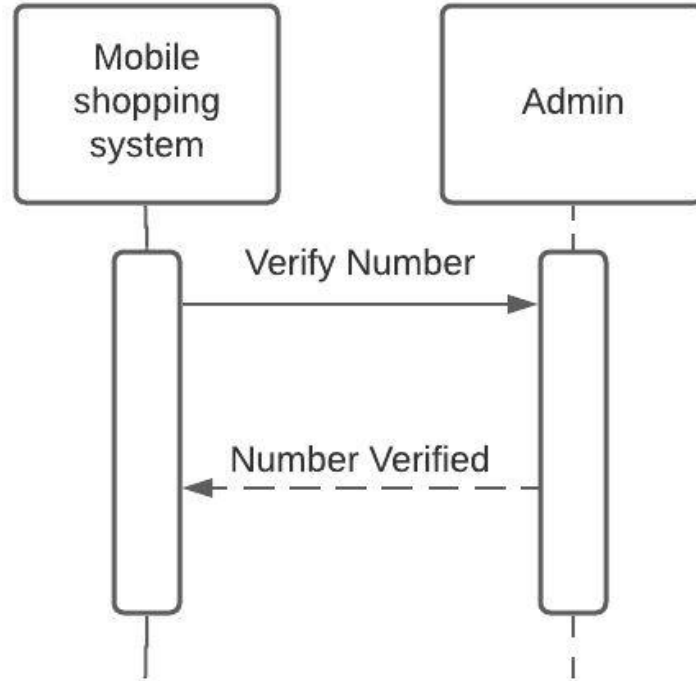 Mobile
shopping
system
Admin
Verify Number
Number Verified